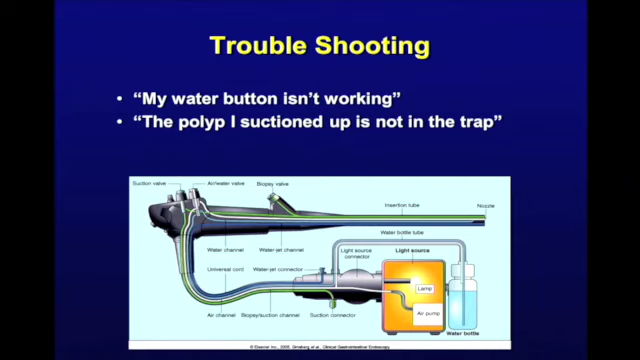 Trouble Shooting
• “My water button isn't working”
• “The polyp I suctioned up is not in the trap”
Suction valve
Air/water valve
Biopsy valve
Insertion tube
Nozzle
Water bottle tube
Water channel
Water-jet channel
Light source
connector
Light source
Universal cord
Water-jet connector
Lamp
Air pump
Air channel
Biopsy/suction channel
Suction connector
Water bottle
© Elsevier Inc., 2005, Ginsberg et al., Clinical Gastrointestinal Endoscopy